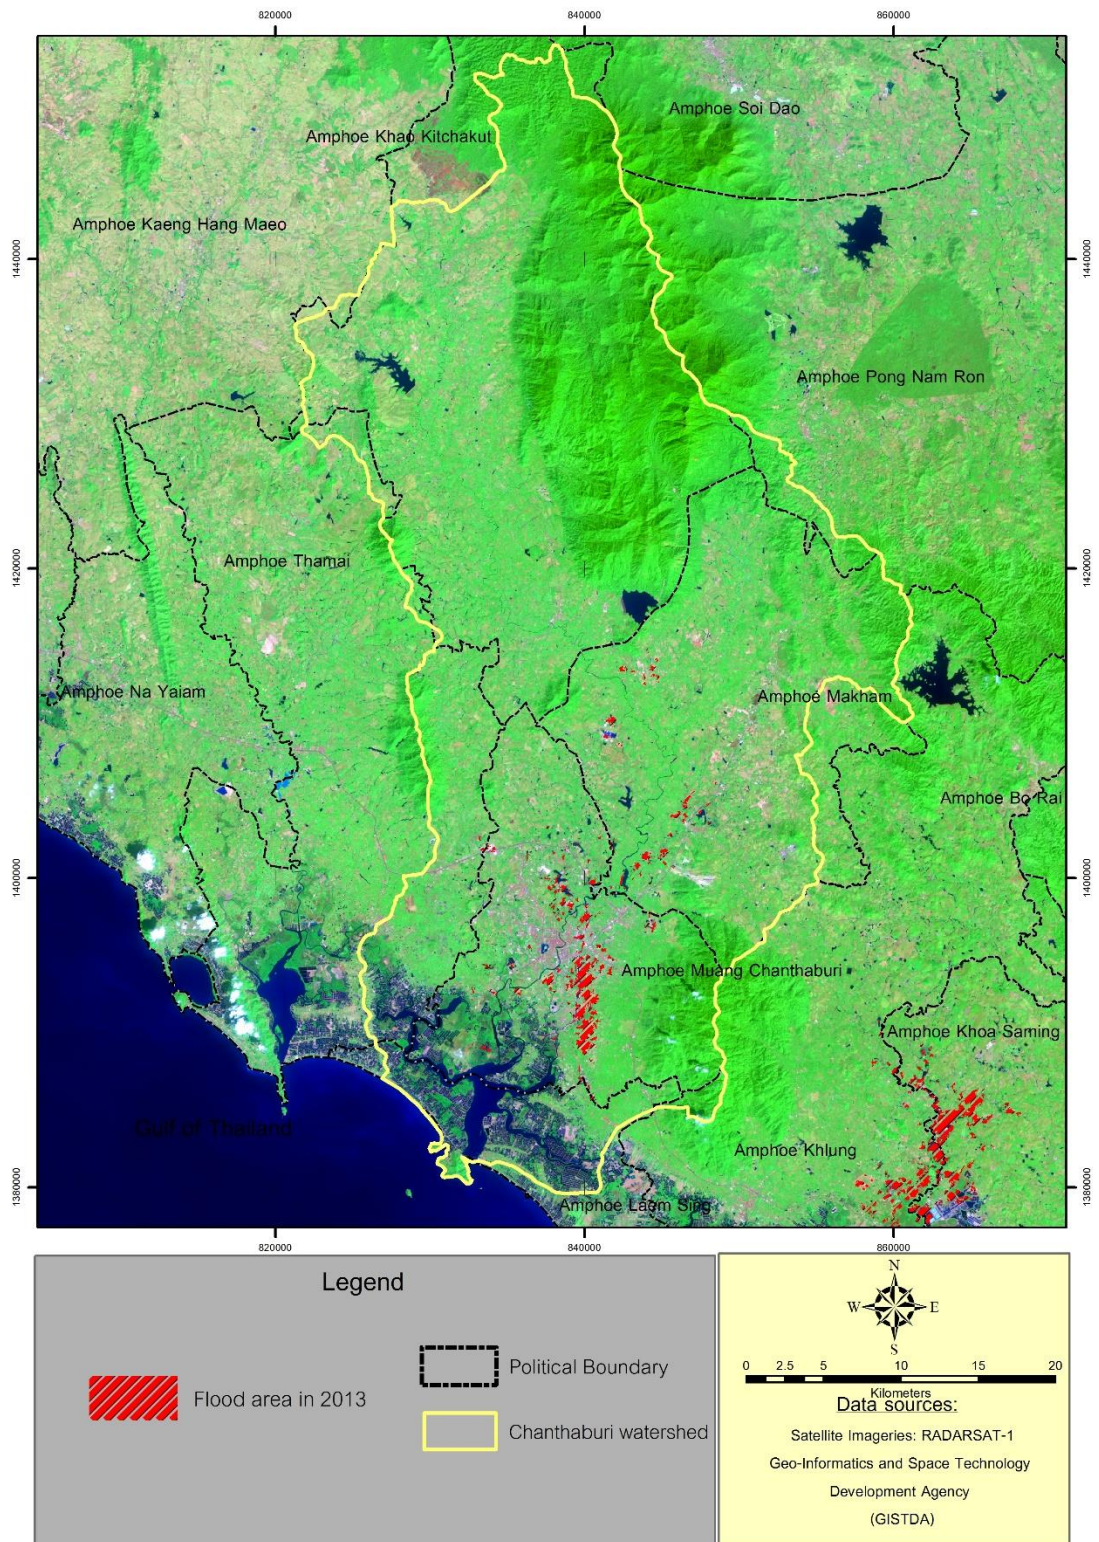 820000 840000 860000
Amphoe Soi Dao
Amphoe Khao Kitchakut
Amphoe Kaeng Hang Maeo
1440000 1440000
Amphoe Pong Nam Ron
Amphoe Thamai
1420000 1420000
Amphoe Na Yaiam
Amphoe Makham
Amphoe Bo Rai
1400000 1400000
Amphoe Muang Chanthaburi
Amphoe Khoa Saming
Gulf of Thailand
Amphoe Khlung
1380000 1380000
Amphoe Laem Sing
820000 840000 860000
Legend
Flood area in 2013
Political Boundary
Chanthaburi watershed
N
W E
S
0 2.5 5 10 15 20
Kilometers
Data sources:
Satellite Imageries: RADARSAT-1
Geo-Informatics and Space Technology
Development Agency
(GISTDA)